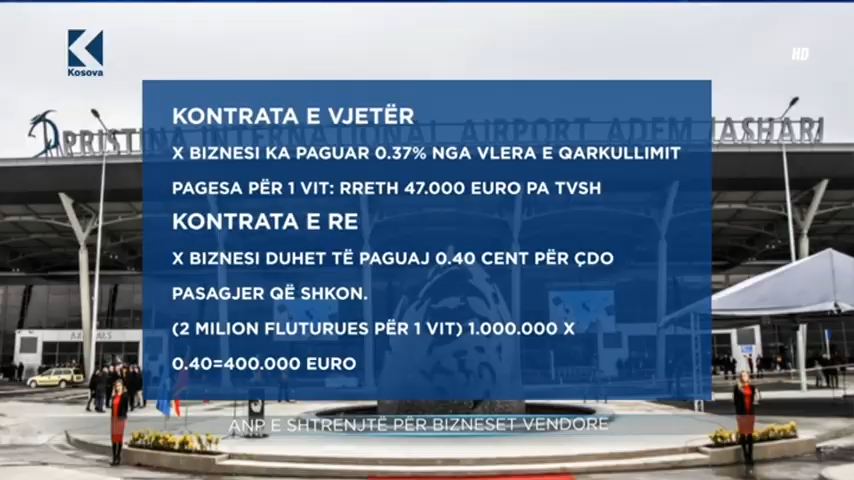 Kosova
HD
PRISTINA INTERNATIONAL AIRPORT ADEM JASHARI
KONTRATA E VJETËR
X BIZNESI KA PAGUAR 0.37% NGA VLERA E QARKULLIMIT
PAGESA PËR 1 VIT: RRETH 47.000 EURO PA TVSH
KONTRATA E RE
X BIZNESI DUHET TË PAGUAJ 0.40 CENT PËR ÇDO
PASAGJER QË SHKON.
(2 MILION FLUTURUES PËR 1 VIT) 1.000.000 X
0.40=400.000 EURO
ANP E SHTRENJTË PËR BIZNESET VENDORE